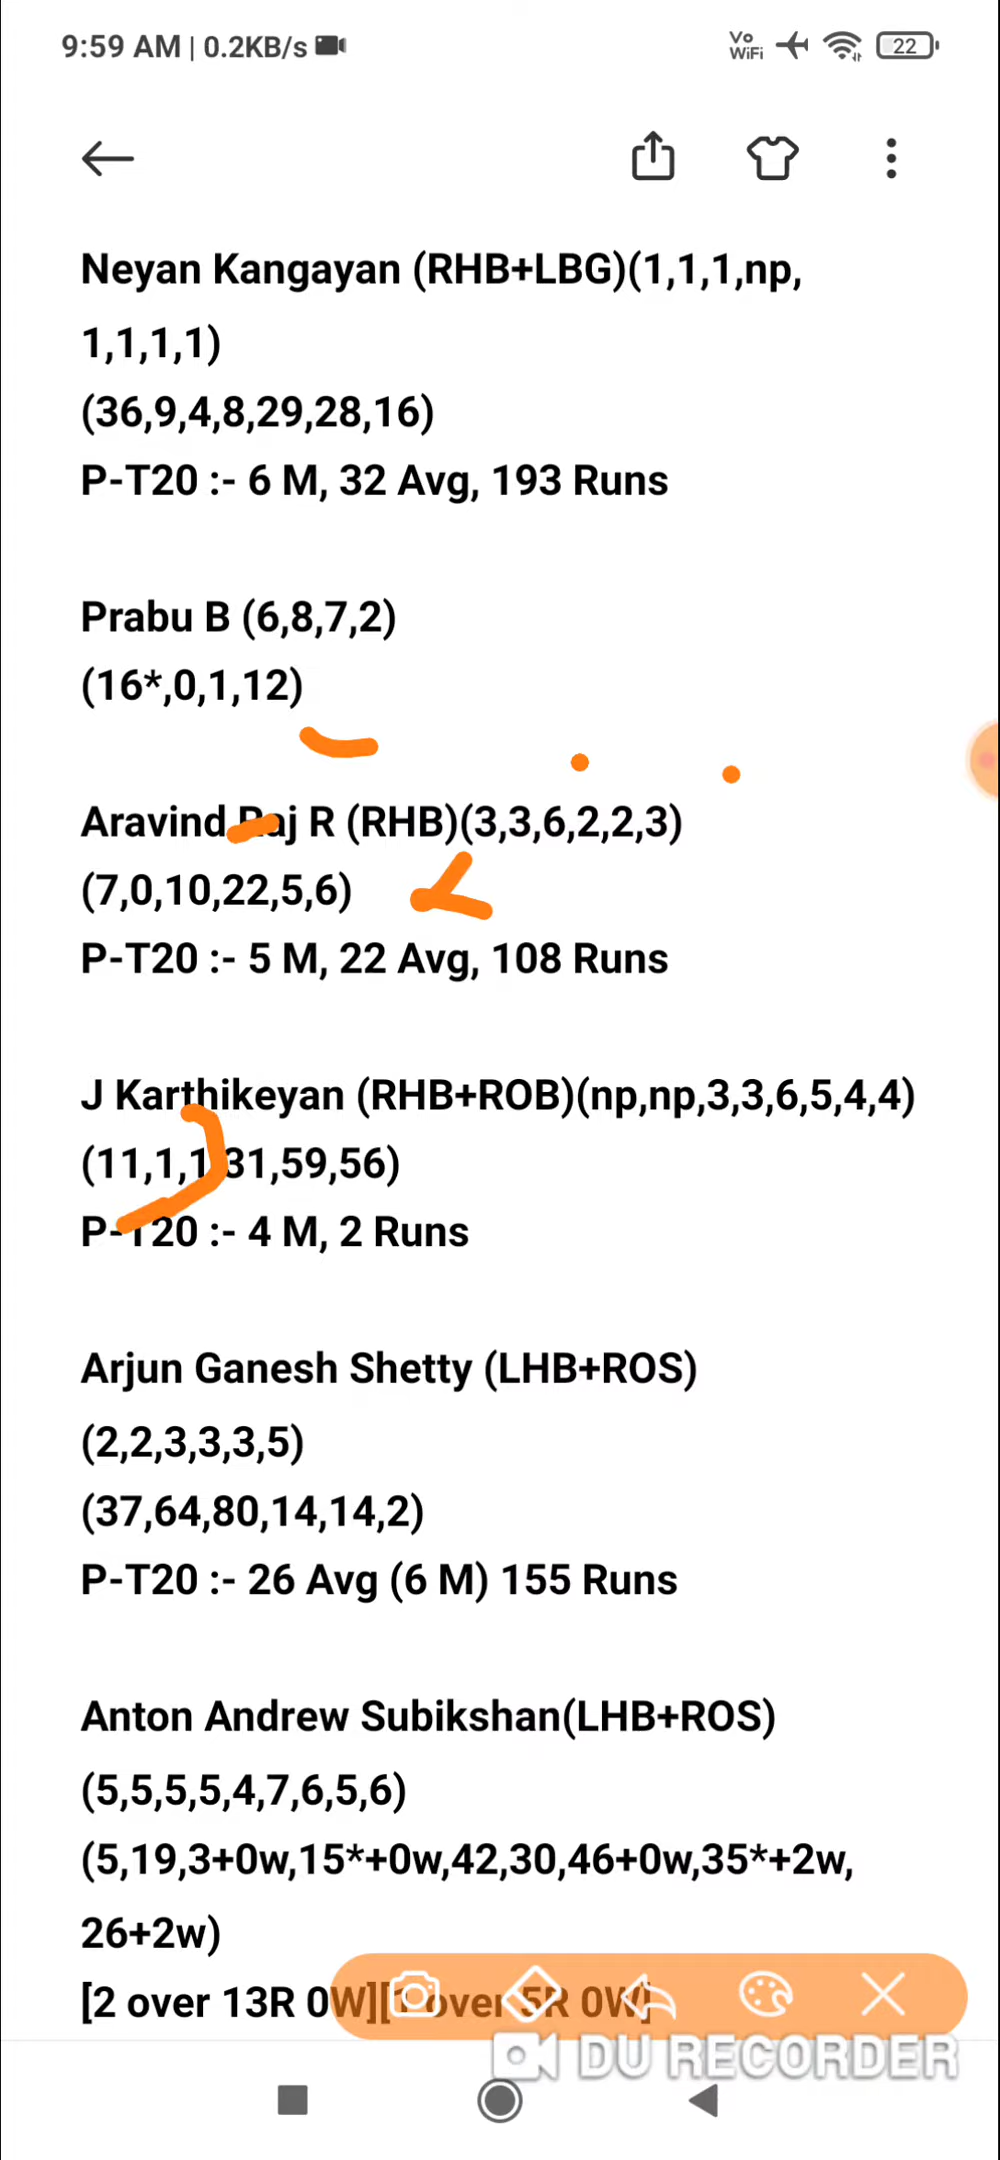 9:59 AM | 0.2KB/s
Vo WiFi
22
Neyan Kangayan (RHB+LBG)(1,1,1,np,
1,1,1,1)
(36,9,4,8,29,28,16)
P-T20 :- 6 M, 32 Avg, 193 Runs
Prabu B (6,8,7,2)
(16*,0,1,12)
Aravind Raj R (RHB)(3,3,6,2,2,3)
(7,0,10,22,5,6)
P-T20 :- 5 M, 22 Avg, 108 Runs
J Karthikeyan (RHB+ROB)(np,np,3,3,6,5,4,4)
(11,1,1 31,59,56)
P-T20 :- 4 M, 2 Runs
Arjun Ganesh Shetty (LHB+ROS)
(2,2,3,3,3,5)
(37,64,80,14,14,2)
P-T20 :- 26 Avg (6 M) 155 Runs
Anton Andrew Subikshan(LHB+ROS)
(5,5,5,5,4,7,6,5,6)
(5,19,3+0w,15*+0w,42,30,46+0w,35*+2w,
26+2w)
[2 over 13R 0W][1 over 5R 0W]
DU RECORDER